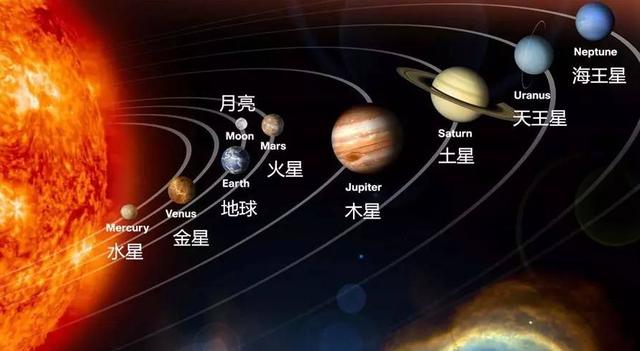 Mercury
水星
Venus
金星
月亮
Moon
Earth
地球
Mars
火星
Jupiter
木星
Saturn
土星
Uranus
天王星
Neptune
海王星